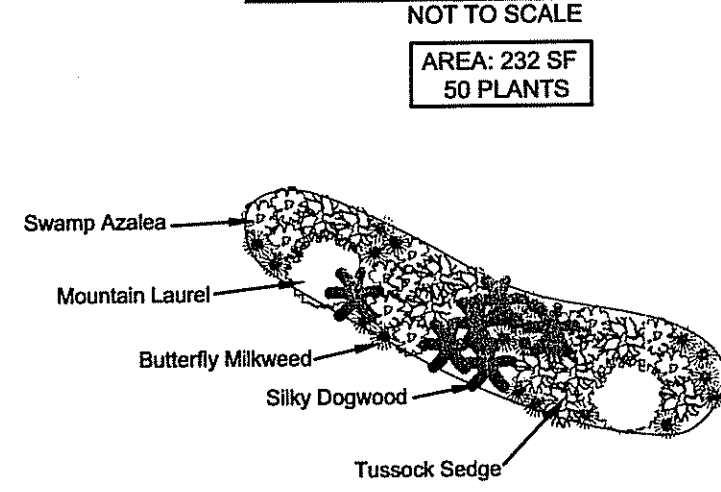 NOT TO SCALE
AREA: 232 SF
50 PLANTS
Swamp Azalea
Mountain Laurel
Butterfly Milkweed
Silky Dogwood
Tussock Sedge